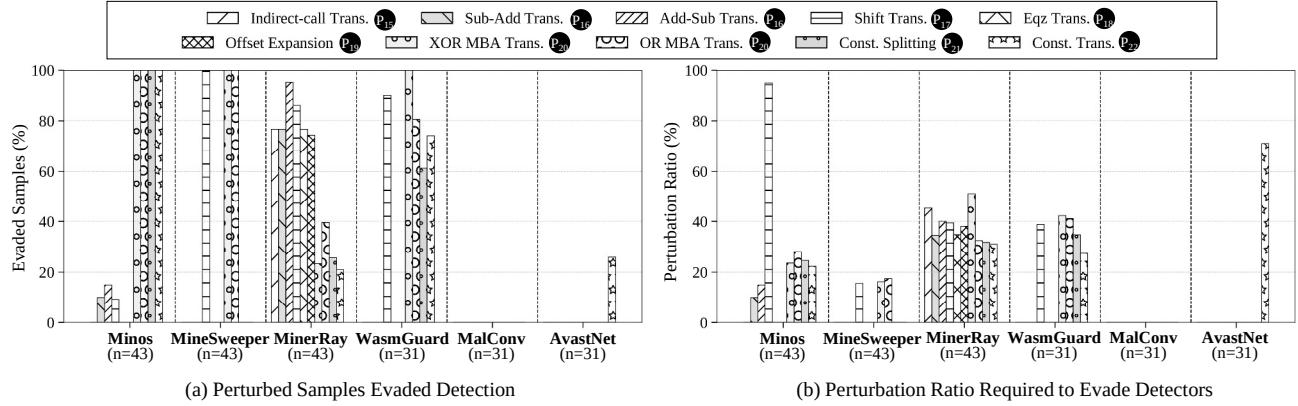 Indirect-call Trans. P15 Sub-Add Trans. P16 Add-Sub Trans. P16 Shift Trans. P17 Eqz Trans. P18
Offset Expansion P19 XOR MBA Trans. P20 OR MBA Trans. P20 Const. Splitting P21 Const. Trans. P22
Evaded Samples (%)
100
80
60
40
20
0
Minos MineSweeper MinerRay WasmGuard MalConv AvastNet
(n=43) (n=43) (n=43) (n=31) (n=31) (n=31)
(a) Perturbed Samples Evaded Detection
Perturbation Ratio (%)
100
80
60
40
20
0
Minos MineSweeper MinerRay WasmGuard MalConv AvastNet
(n=43) (n=43) (n=43) (n=31) (n=31) (n=31)
(b) Perturbation Ratio Required to Evade Detectors